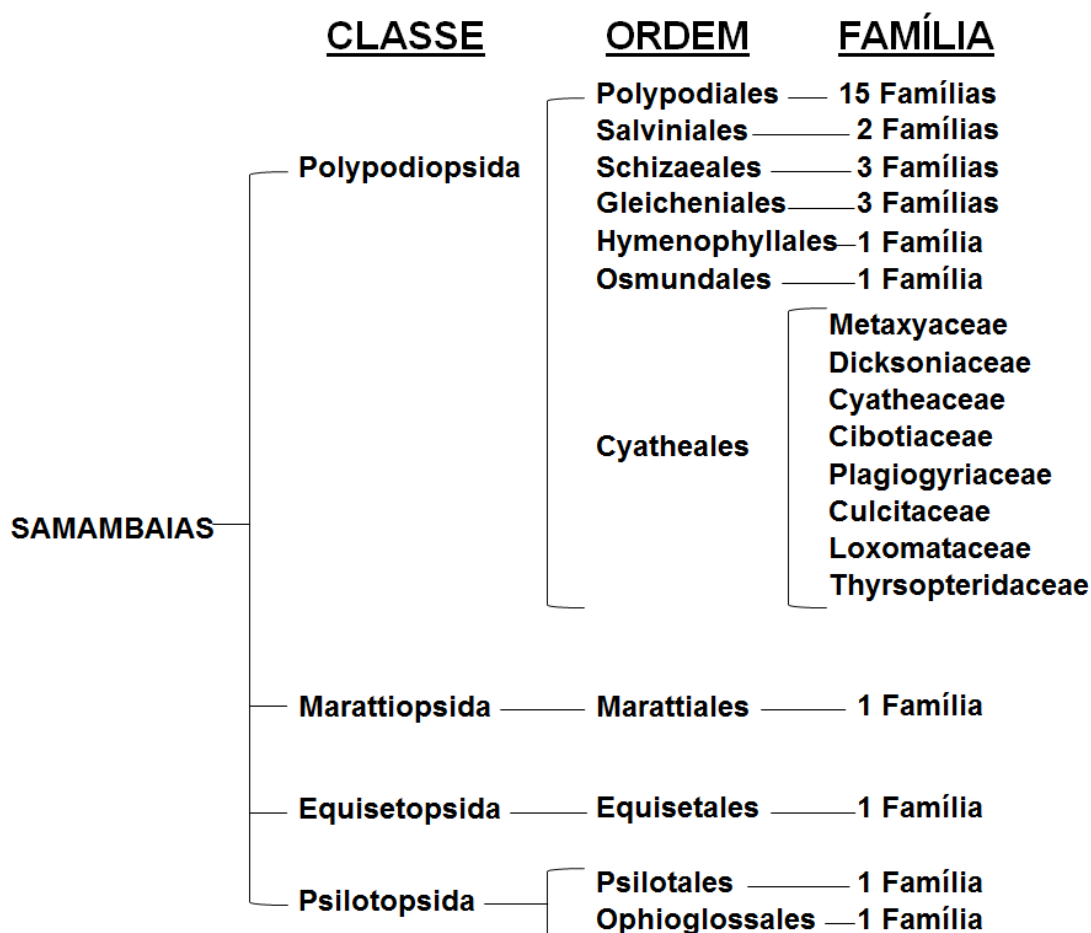 CLASSE ORDEM FAMÍLIA
Polypodiales 15 Famílias
Salviniales 2 Famílias
Polypodiopsida Schizaeales 3 Famílias
Gleicheniales 3 Famílias
Hymenophyllales 1 Família
Osmundales 1 Família
Metaxyaceae
Dicksoniaceae
Cyatheaceae
Cyatheales Cibotiaceae
Plagiogyriaceae
Culcitaceae
SAMAMBAIAS
Loxomataceae
Thyrsopteridaceae
Marattiopsida Marattiales 1 Família
Equisetopsida Equisetales 1 Família
Psilotopsida Psilotales 1 Família
Ophioglossales 1 Família